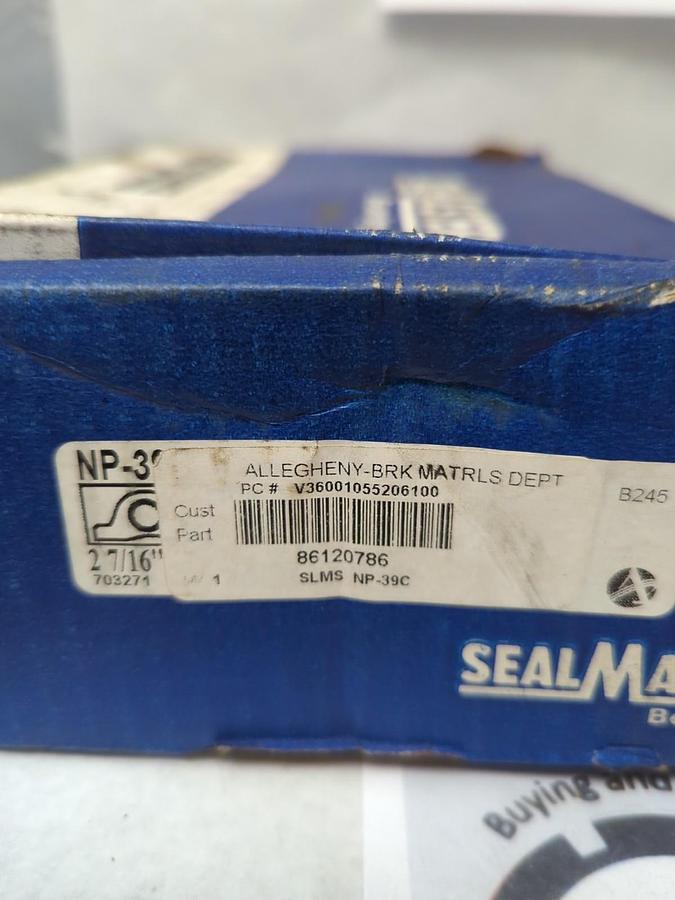 NP-39
ALLEGHENY-BRK MATRLS DEPT
PC # V36001055206100
B245
Cust
Part
86120786
2 7/16"
703271
1
SLMS NP-39C
SEALMA
Buying and